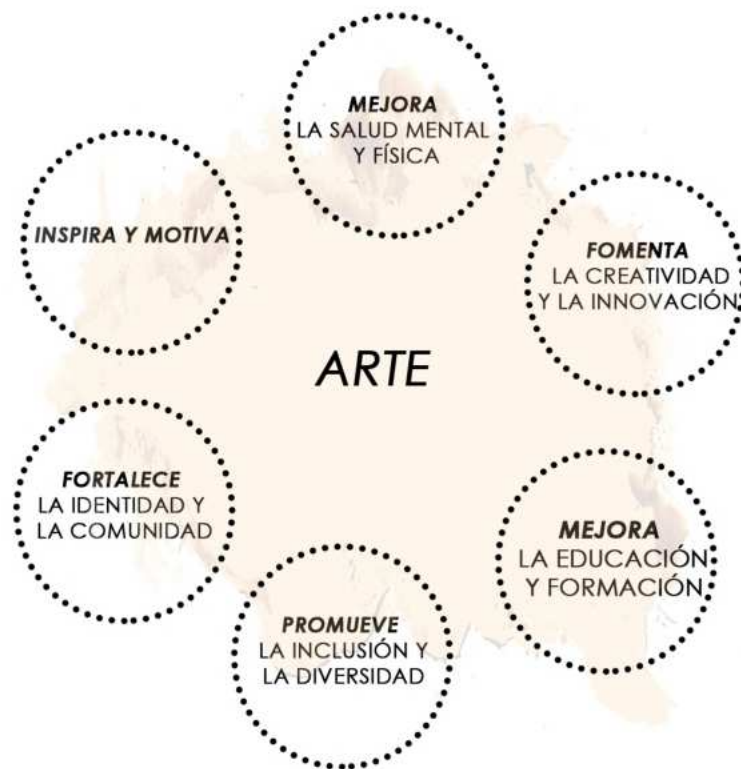 MEJORA
LA SALUD MENTAL
Y FÍSICA
INSPIRA Y MOTIVA
FOMENTA
LA CREATIVIDAD
Y LA INNOVACIÓN
ARTE
FORTALECE
LA IDENTIDAD Y
LA COMUNIDAD
MEJORA
LA EDUCACIÓN
Y FORMACIÓN
PROMUEVE
LA INCLUSIÓN Y
LA DIVERSIDAD